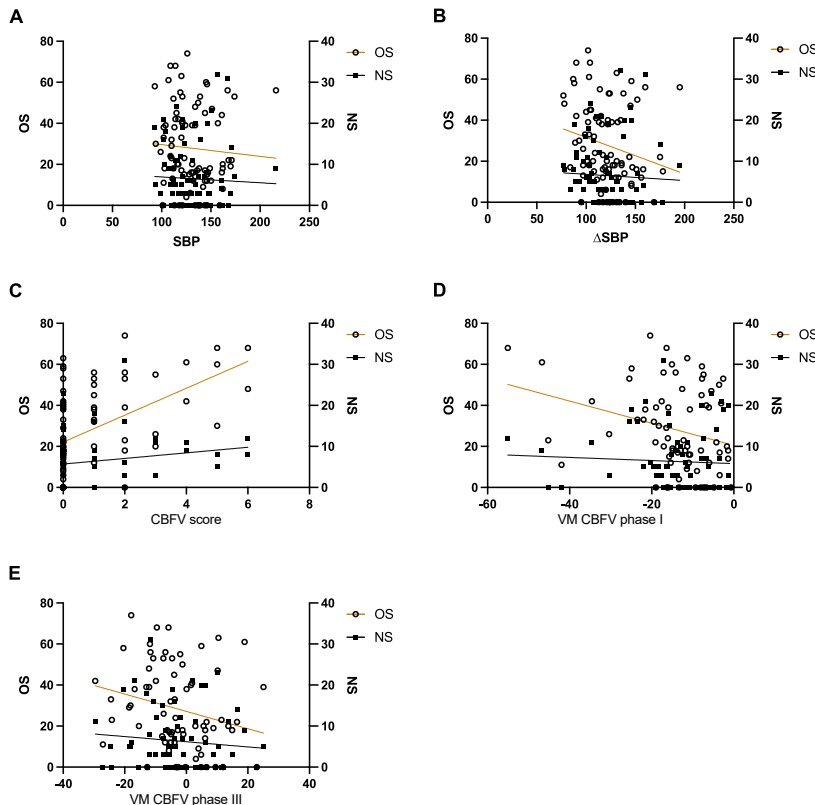 A
80
60
40
20
0
OS
40
30
20
10
0
NS
0 50 100 150 200 250
SBP
OS
NS
B
80
60
40
20
0
OS
40
30
20
10
0
NS
0 50 100 150 200 250
ΔSBP
OS
NS
C
80
60
40
20
0
OS
40
30
20
10
0
NS
0 2 4 6 8
CBFV score
OS
NS
D
80
60
40
20
0
OS
40
30
20
10
0
NS
-60 -40 -20 0
VM CBFV phase I
OS
NS
E
80
60
40
20
0
OS
40
30
20
10
0
NS
-40 -20 0 20 40
VM CBFV phase III
OS
NS